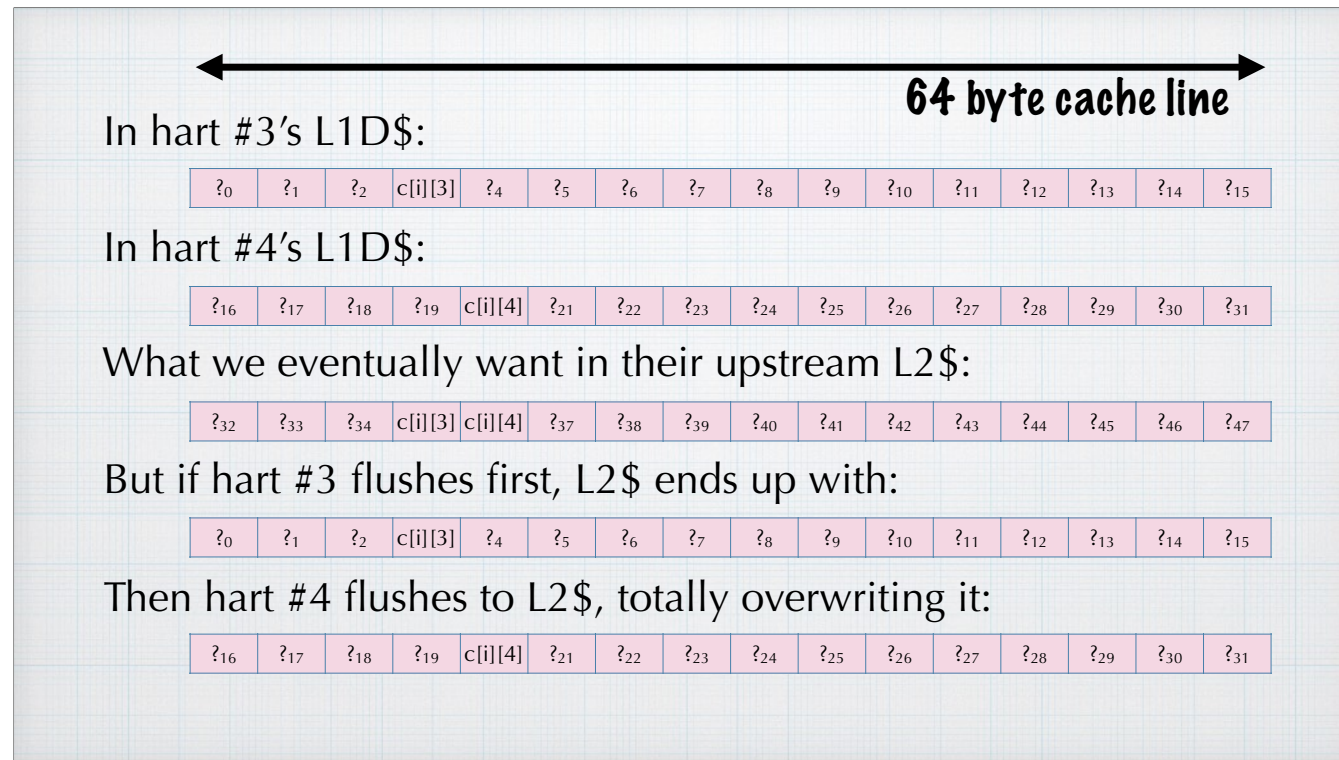 64 byte cache line
In hart #3’s L1D$:
?₀ ?₁ ?₂ c[i][3] ?₄ ?₅ ?₆ ?₇ ?₈ ?₉ ?₁₀ ?₁₁ ?₁₂ ?₁₃ ?₁₄ ?₁₅
In hart #4’s L1D$:
?₁₆ ?₁₇ ?₁₈ ?₁₉ c[i][4] ?₂₁ ?₂₂ ?₂₃ ?₂₄ ?₂₅ ?₂₆ ?₂₇ ?₂₈ ?₂₉ ?₃₀ ?₃₁
What we eventually want in their upstream L2$:
?₃₂ ?₃₃ ?₃₄ c[i][3] c[i][4] ?₃₇ ?₃₈ ?₃₉ ?₄₀ ?₄₁ ?₄₂ ?₄₃ ?₄₄ ?₄₅ ?₄₆ ?₄₇
But if hart #3 flushes first, L2$ ends up with:
?₀ ?₁ ?₂ c[i][3] ?₄ ?₅ ?₆ ?₇ ?₈ ?₉ ?₁₀ ?₁₁ ?₁₂ ?₁₃ ?₁₄ ?₁₅
Then hart #4 flushes to L2$, totally overwriting it:
?₁₆ ?₁₇ ?₁₈ ?₁₉ c[i][4] ?₂₁ ?₂₂ ?₂₃ ?₂₄ ?₂₅ ?₂₆ ?₂₇ ?₂₈ ?₂₉ ?₃₀ ?₃₁